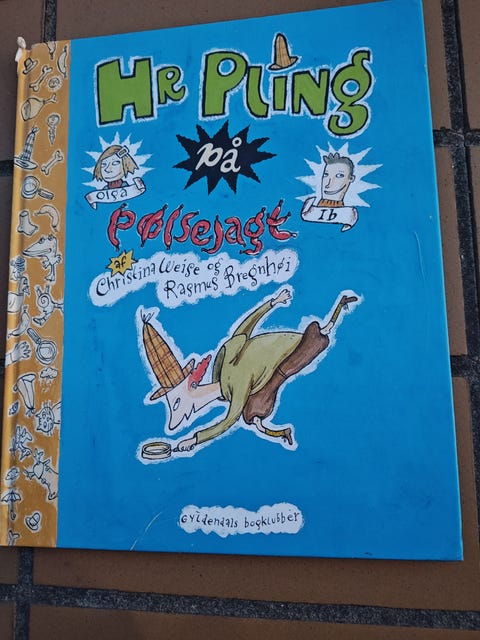 Hr Pling
på
Olga
Ib
Pølsejagt
af
Christina Weise og
Rasmus Bregnhøi
Gyldendals bogklubber